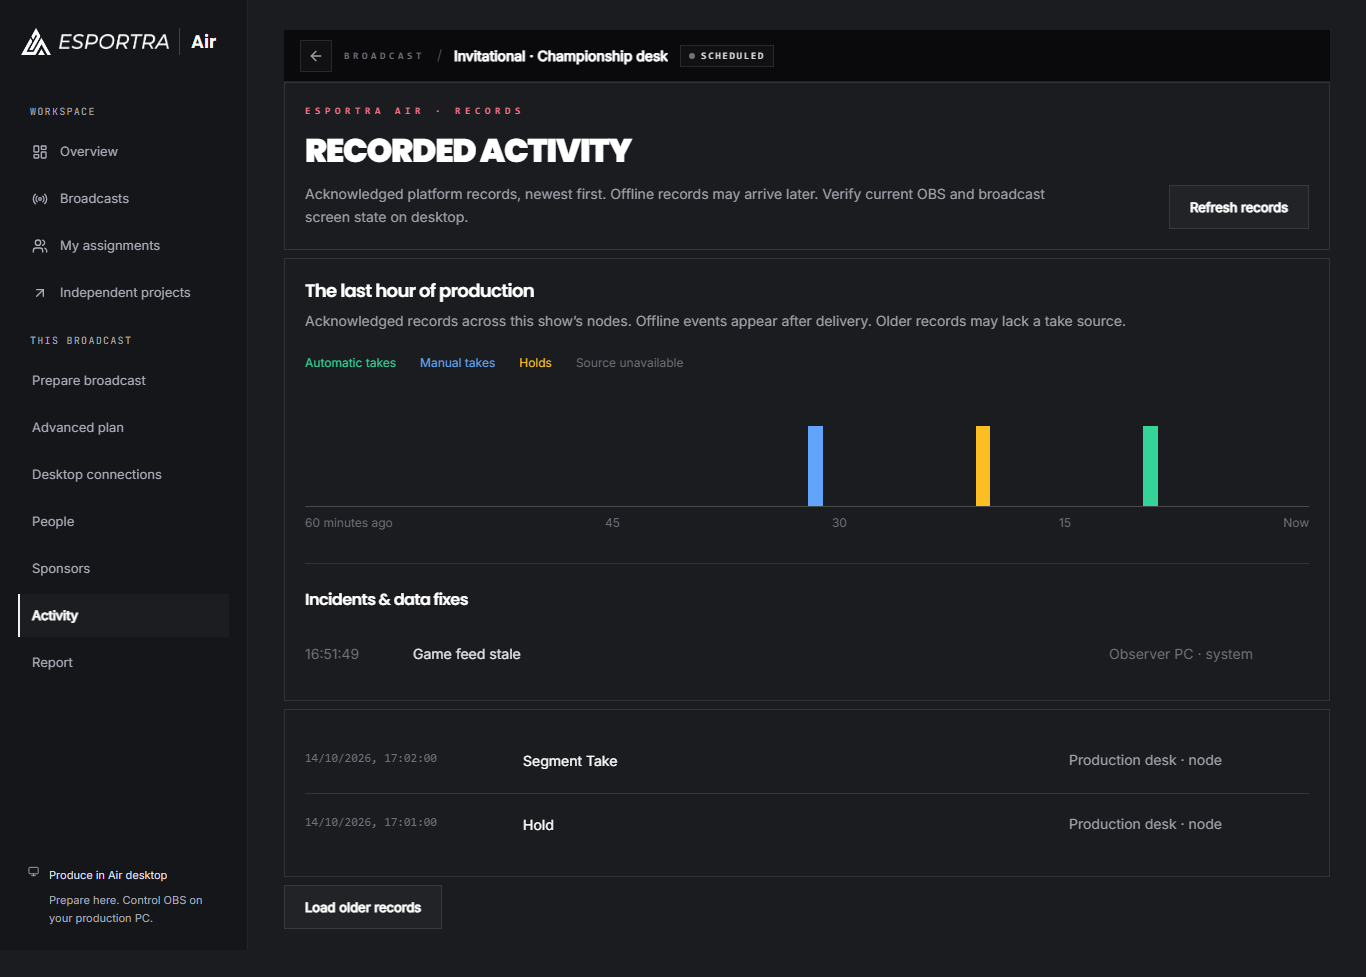 ESPORTRA Air
WORKSPACE
Overview
Broadcasts
My assignments
Independent projects
THIS BROADCAST
Prepare broadcast
Advanced plan
Desktop connections
People
Sponsors
Activity
Report
Produce in Air desktop
Prepare here. Control OBS on
your production PC.
BROADCAST / Invitational · Championship desk SCHEDULED
ESPORTRA AIR · RECORDS
RECORDED ACTIVITY
Acknowledged platform records, newest first. Offline records may arrive later. Verify current OBS and broadcast
screen state on desktop.
Refresh records
The last hour of production
Acknowledged records across this show’s nodes. Offline events appear after delivery. Older records may lack a take source.
Automatic takes Manual takes Holds Source unavailable
60 minutes ago 45 30 15 Now
Incidents & data fixes
16:51:49 Game feed stale Observer PC · system
14/10/2026, 17:02:00 Segment Take Production desk · node
14/10/2026, 17:01:00 Hold Production desk · node
Load older records